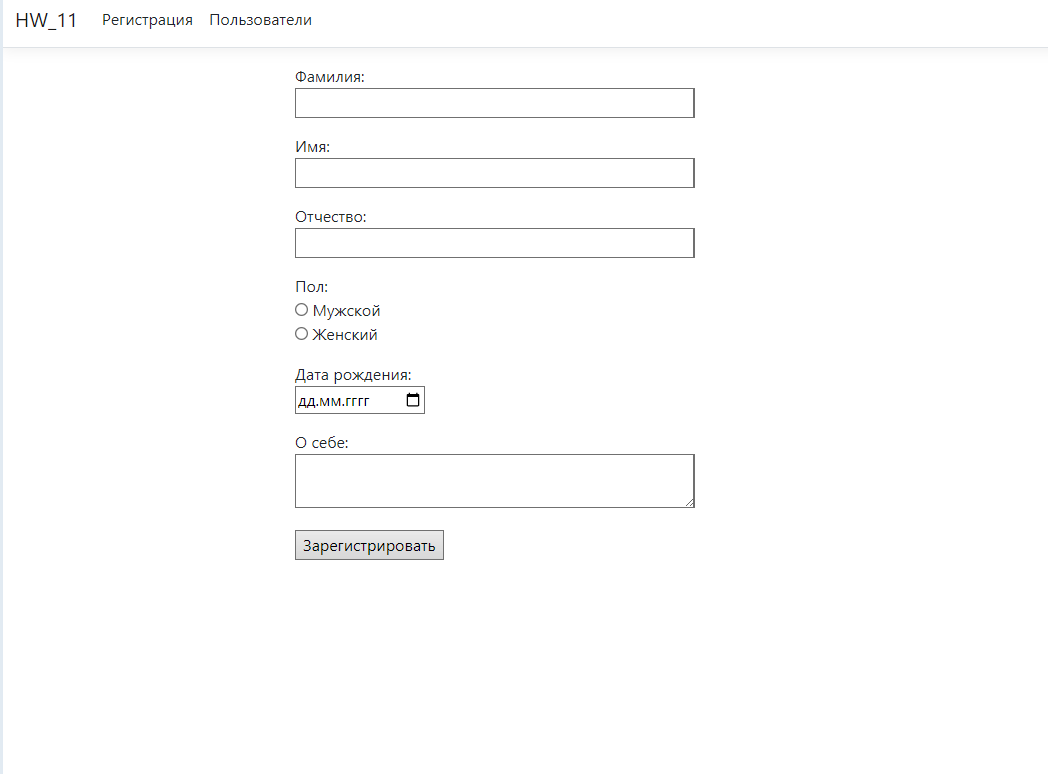 HW_11 Регистрация Пользователи
Фамилия:
Имя:
Отчество:
Пол:
Мужской
Женский
Дата рождения:
дд.мм.гггг
О себе:
Зарегистрировать